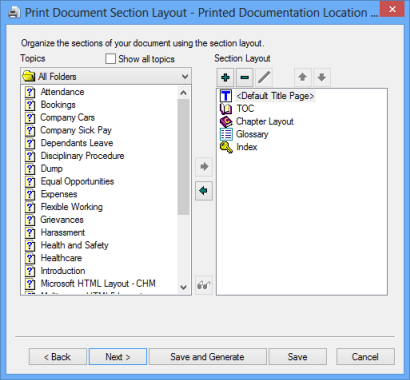 Print Document Section Layout - Printed Documentation Location ...
Organize the sections of your document using the section layout.
Topics
Show all topics
Section Layout
All Folders
Attendance
Bookings
Company Cars
Company Sick Pay
Dependants Leave
Disciplinary Procedure
Dump
Equal Opportunities
Expenses
Flexible Working
Grievances
Harassment
Health and Safety
Healthcare
Introduction
Microsoft HTML Layout - CHM
<Default Title Page>
TOC
Chapter Layout
Glossary
Index
< Back
Next >
Save and Generate
Save
Cancel